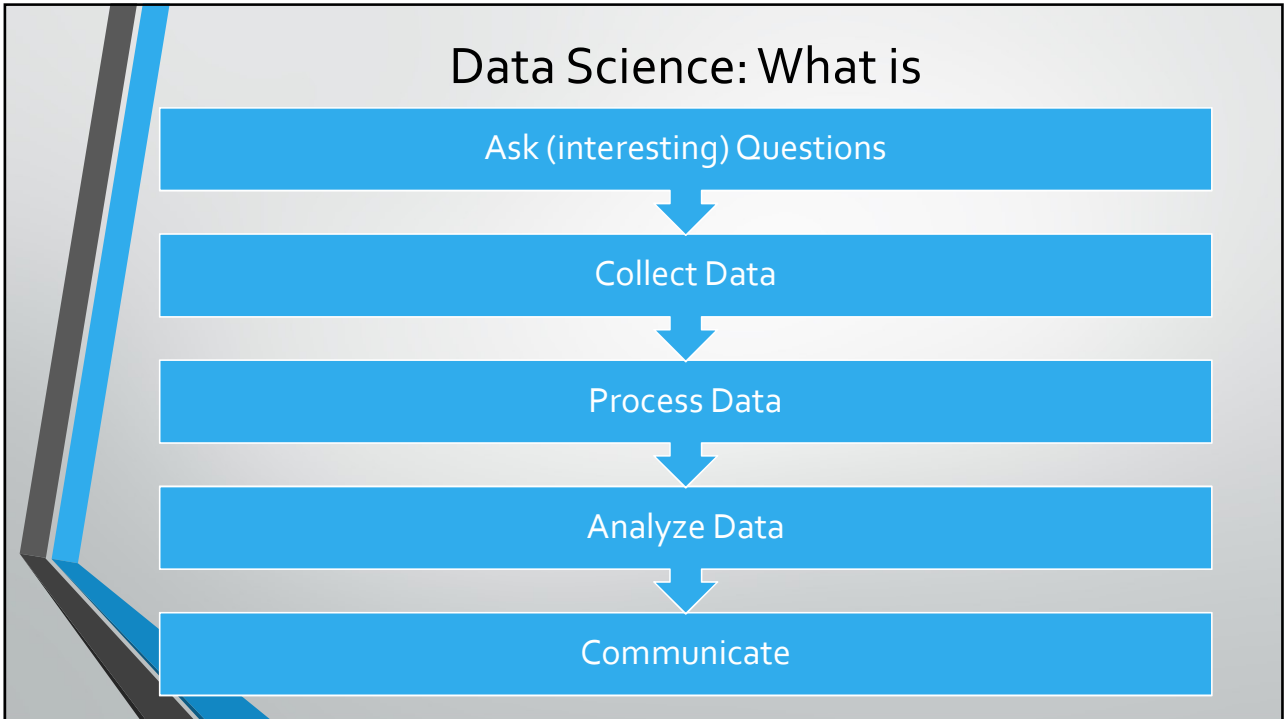 Data Science: What is
Ask (interesting) Questions
Collect Data
Process Data
Analyze Data
Communicate